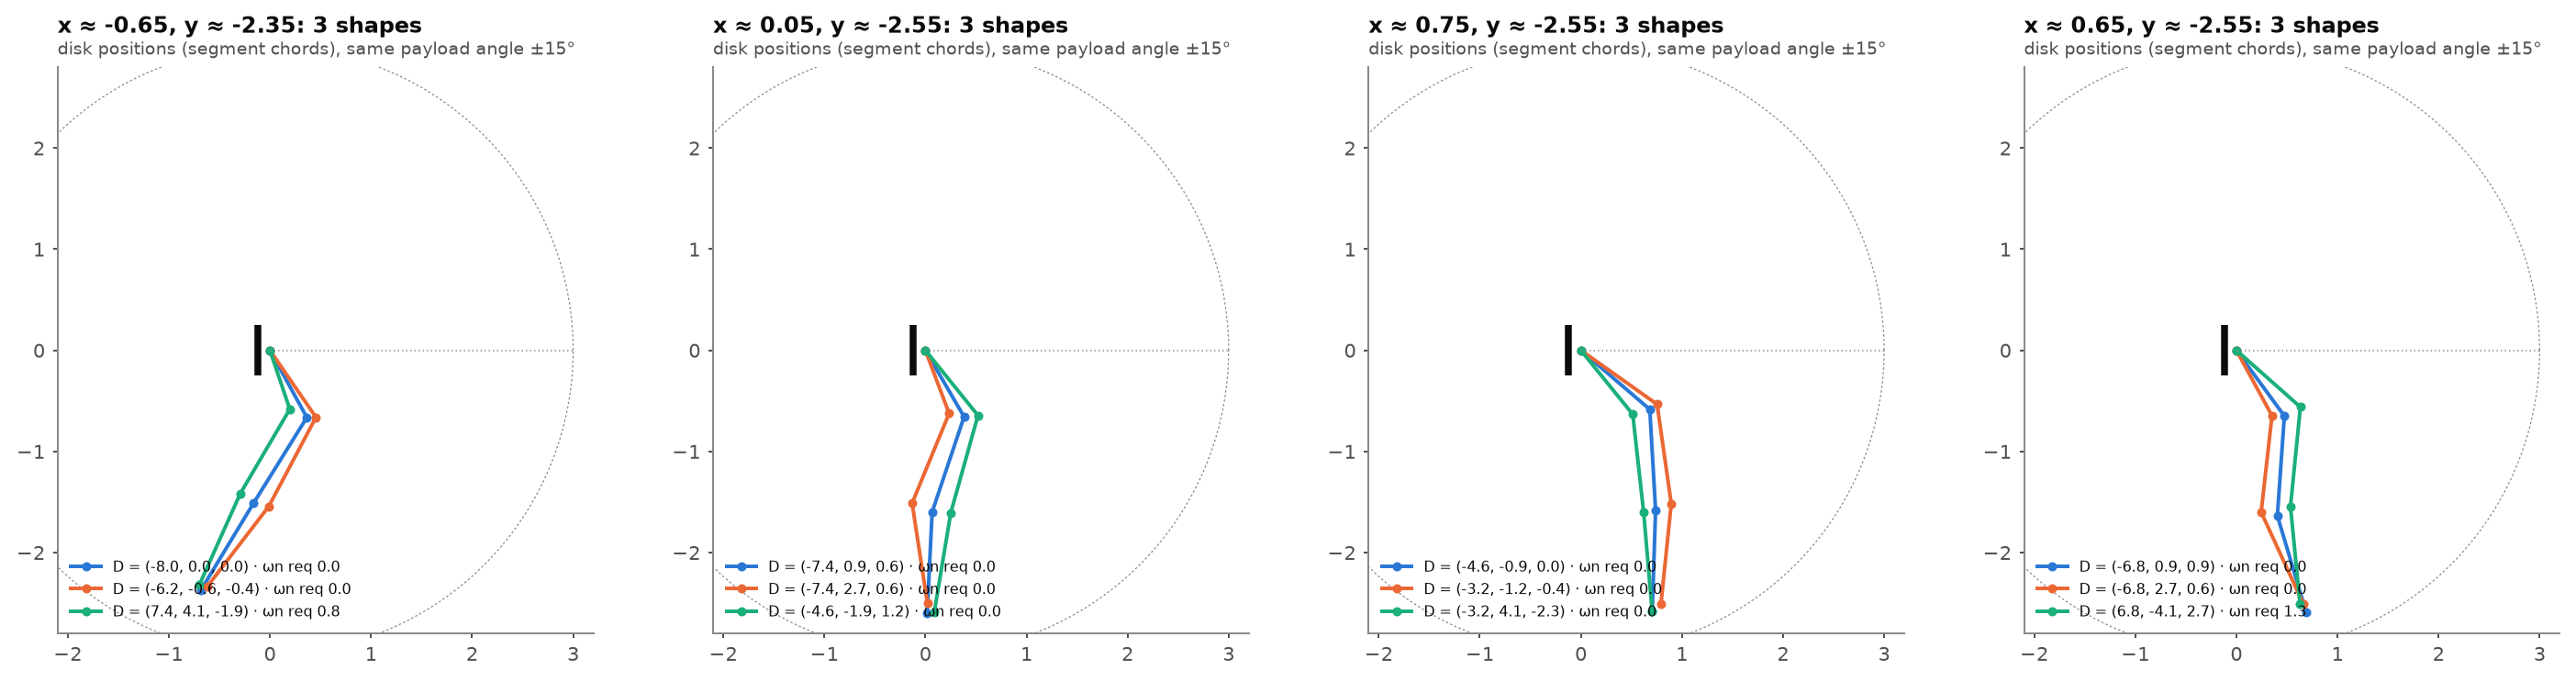 x ≈ -0.65, y ≈ -2.35: 3 shapes
disk positions (segment chords), same payload angle ±15°
2
1
0
−1
−2
D = (-8.0, 0.0, 0.0) · ωn req 0.0
D = (-6.2, -0.6, -0.4) · ωn req 0.0
D = (7.4, 4.1, -1.9) · ωn req 0.8
−2 −1 0 1 2 3
x ≈ 0.05, y ≈ -2.55: 3 shapes
disk positions (segment chords), same payload angle ±15°
2
1
0
−1
−2
D = (-7.4, 0.9, 0.6) · ωn req 0.0
D = (-7.4, 2.7, 0.6) · ωn req 0.0
D = (-4.6, -1.9, 1.2) · ωn req 0.0
−2 −1 0 1 2 3
x ≈ 0.75, y ≈ -2.55: 3 shapes
disk positions (segment chords), same payload angle ±15°
2
1
0
−1
−2
D = (-4.6, -0.9, 0.0) · ωn req 0.0
D = (-3.2, -1.2, -0.4) · ωn req 0.0
D = (-3.2, 4.1, -2.3) · ωn req 0.0
−2 −1 0 1 2 3
x ≈ 0.65, y ≈ -2.55: 3 shapes
disk positions (segment chords), same payload angle ±15°
2
1
0
−1
−2
D = (-6.8, 0.9, 0.9) · ωn req 0.0
D = (-6.8, 2.7, 0.6) · ωn req 0.0
D = (6.8, -4.1, 2.7) · ωn req 1.3
−2 −1 0 1 2 3